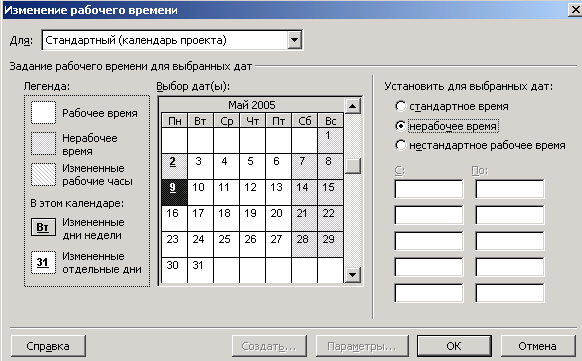 Изменение рабочего времени
Для: Стандартный (календарь проекта)
Задание рабочего времени для выбранных дат
Легенда:
Рабочее время
Нерабочее
время
Измененные
рабочие часы
В этом календаре:
Вт Измененные
дни недели
31 Измененные
отдельные дни
Выбор дат(ы):
Май 2005
Пн Вт Ср Чт Пт Сб Вс
1
2 3 4 5 6 7 8
9 10 11 12 13 14 15
16 17 18 19 20 21 22
23 24 25 26 27 28 29
30 31
Установить для выбранных дат:
стандартное время
нерабочее время
нестандартное рабочее время
С: По:
Справка Создать... Параметры... ОК Отмена